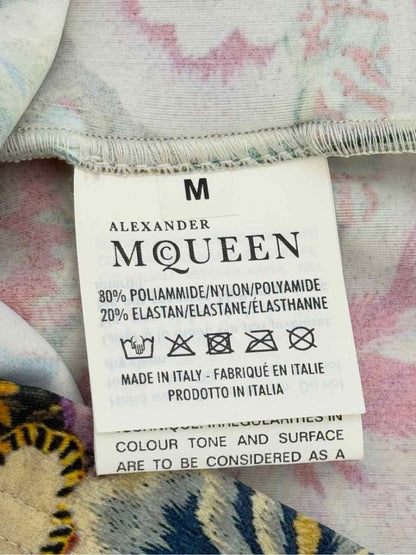 M
ALEXANDER
McQUEEN
80% POLIAMMIDE/NYLON/POLYAMIDE
20% ELASTAN/ELASTANE/ÉLASTHANNE
MADE IN ITALY - FABRIQUÉ EN ITALIE
PRODOTTO IN ITALIA
TECHNIQUE IRREGULARITIES IN
COLOUR TONE AND SURFACE
ARE TO BE CONSIDERED AS A